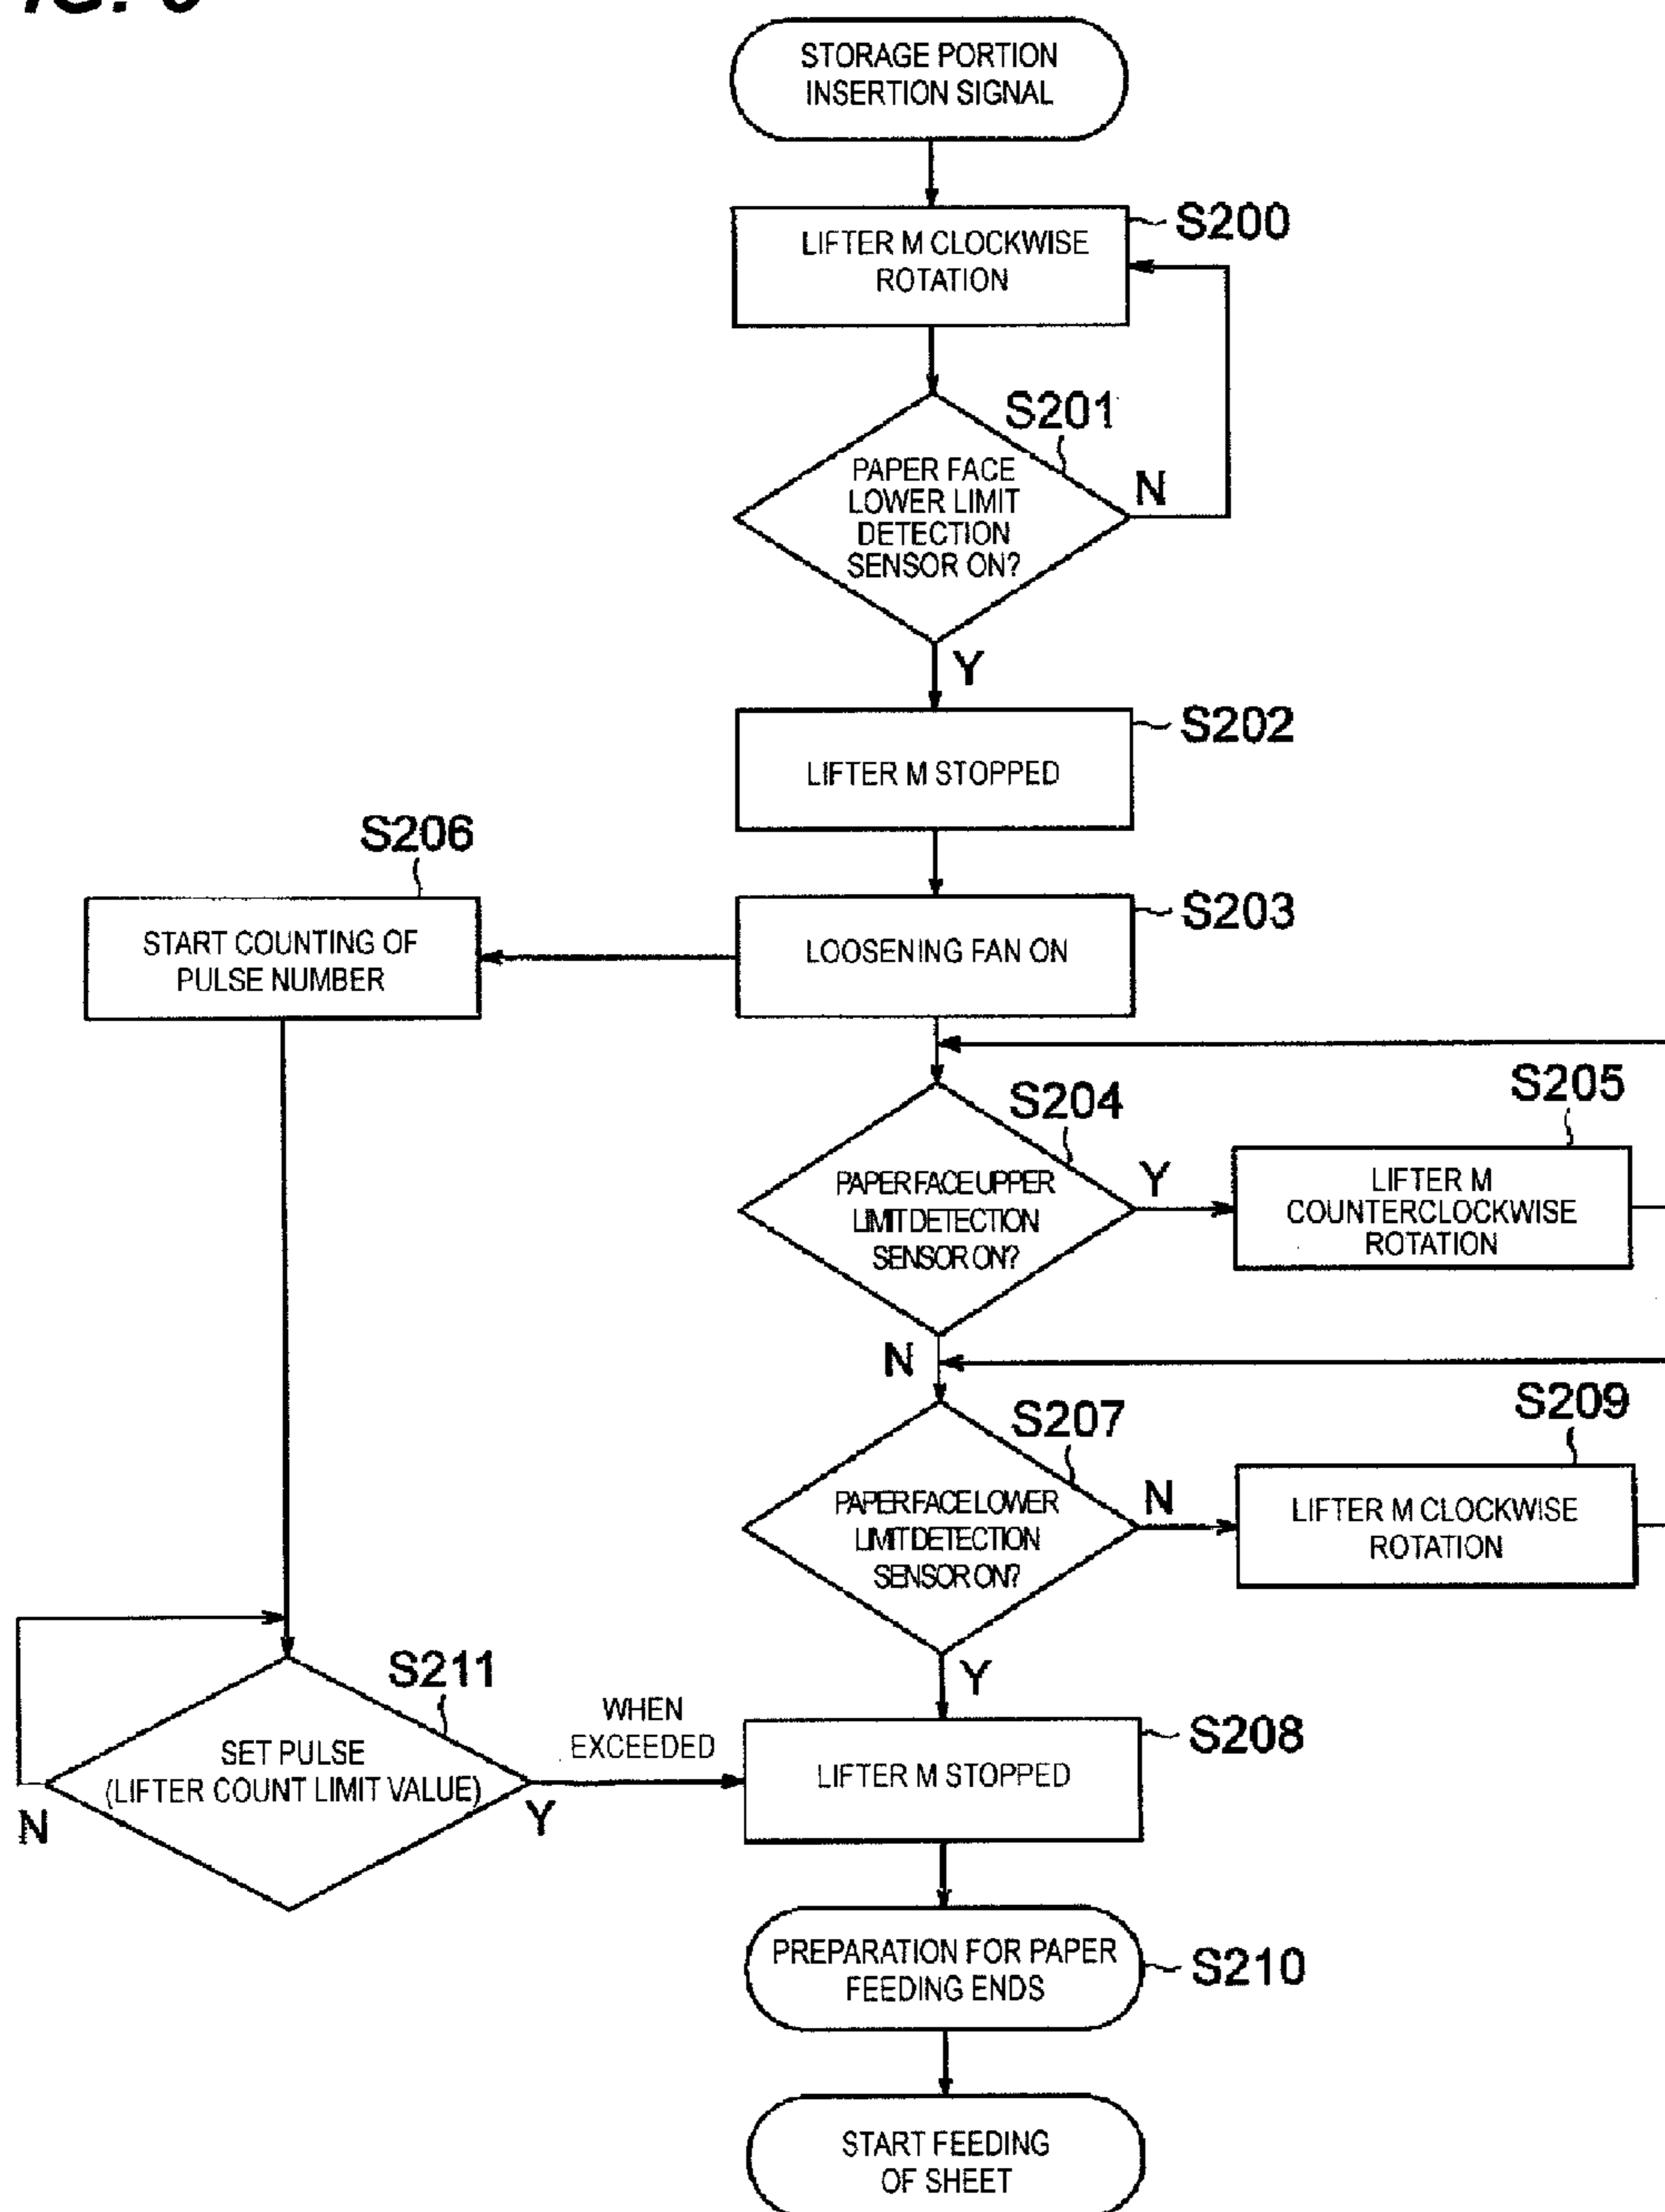 STORAGE PORTION
INSERTION SIGNAL
S200
LIFTER M CLOCKWISE
ROTATION
S201
PAPER FACE
LOWER LIMIT
DETECTION
SENSOR ON?
N
Y
S202
LIFTER M STOPPED
S206
START COUNTING OF
PULSE NUMBER
S203
LOOSENING FAN ON
S204
PAPER FACE UPPER
LIMIT DETECTION
SENSOR ON?
Y
S205
LIFTER M
COUNTERCLOCKWISE
ROTATION
N
S207
PAPER FACE LOWER
LIMIT DETECTION
SENSOR ON?
N
S209
LIFTER M CLOCKWISE
ROTATION
Y
S211
SET PULSE
(LIFTER COUNT LIMIT VALUE)
N
Y
WHEN
EXCEEDED
S208
LIFTER M STOPPED
PREPARATION FOR PAPER
FEEDING ENDS
S210
START FEEDING
OF SHEET